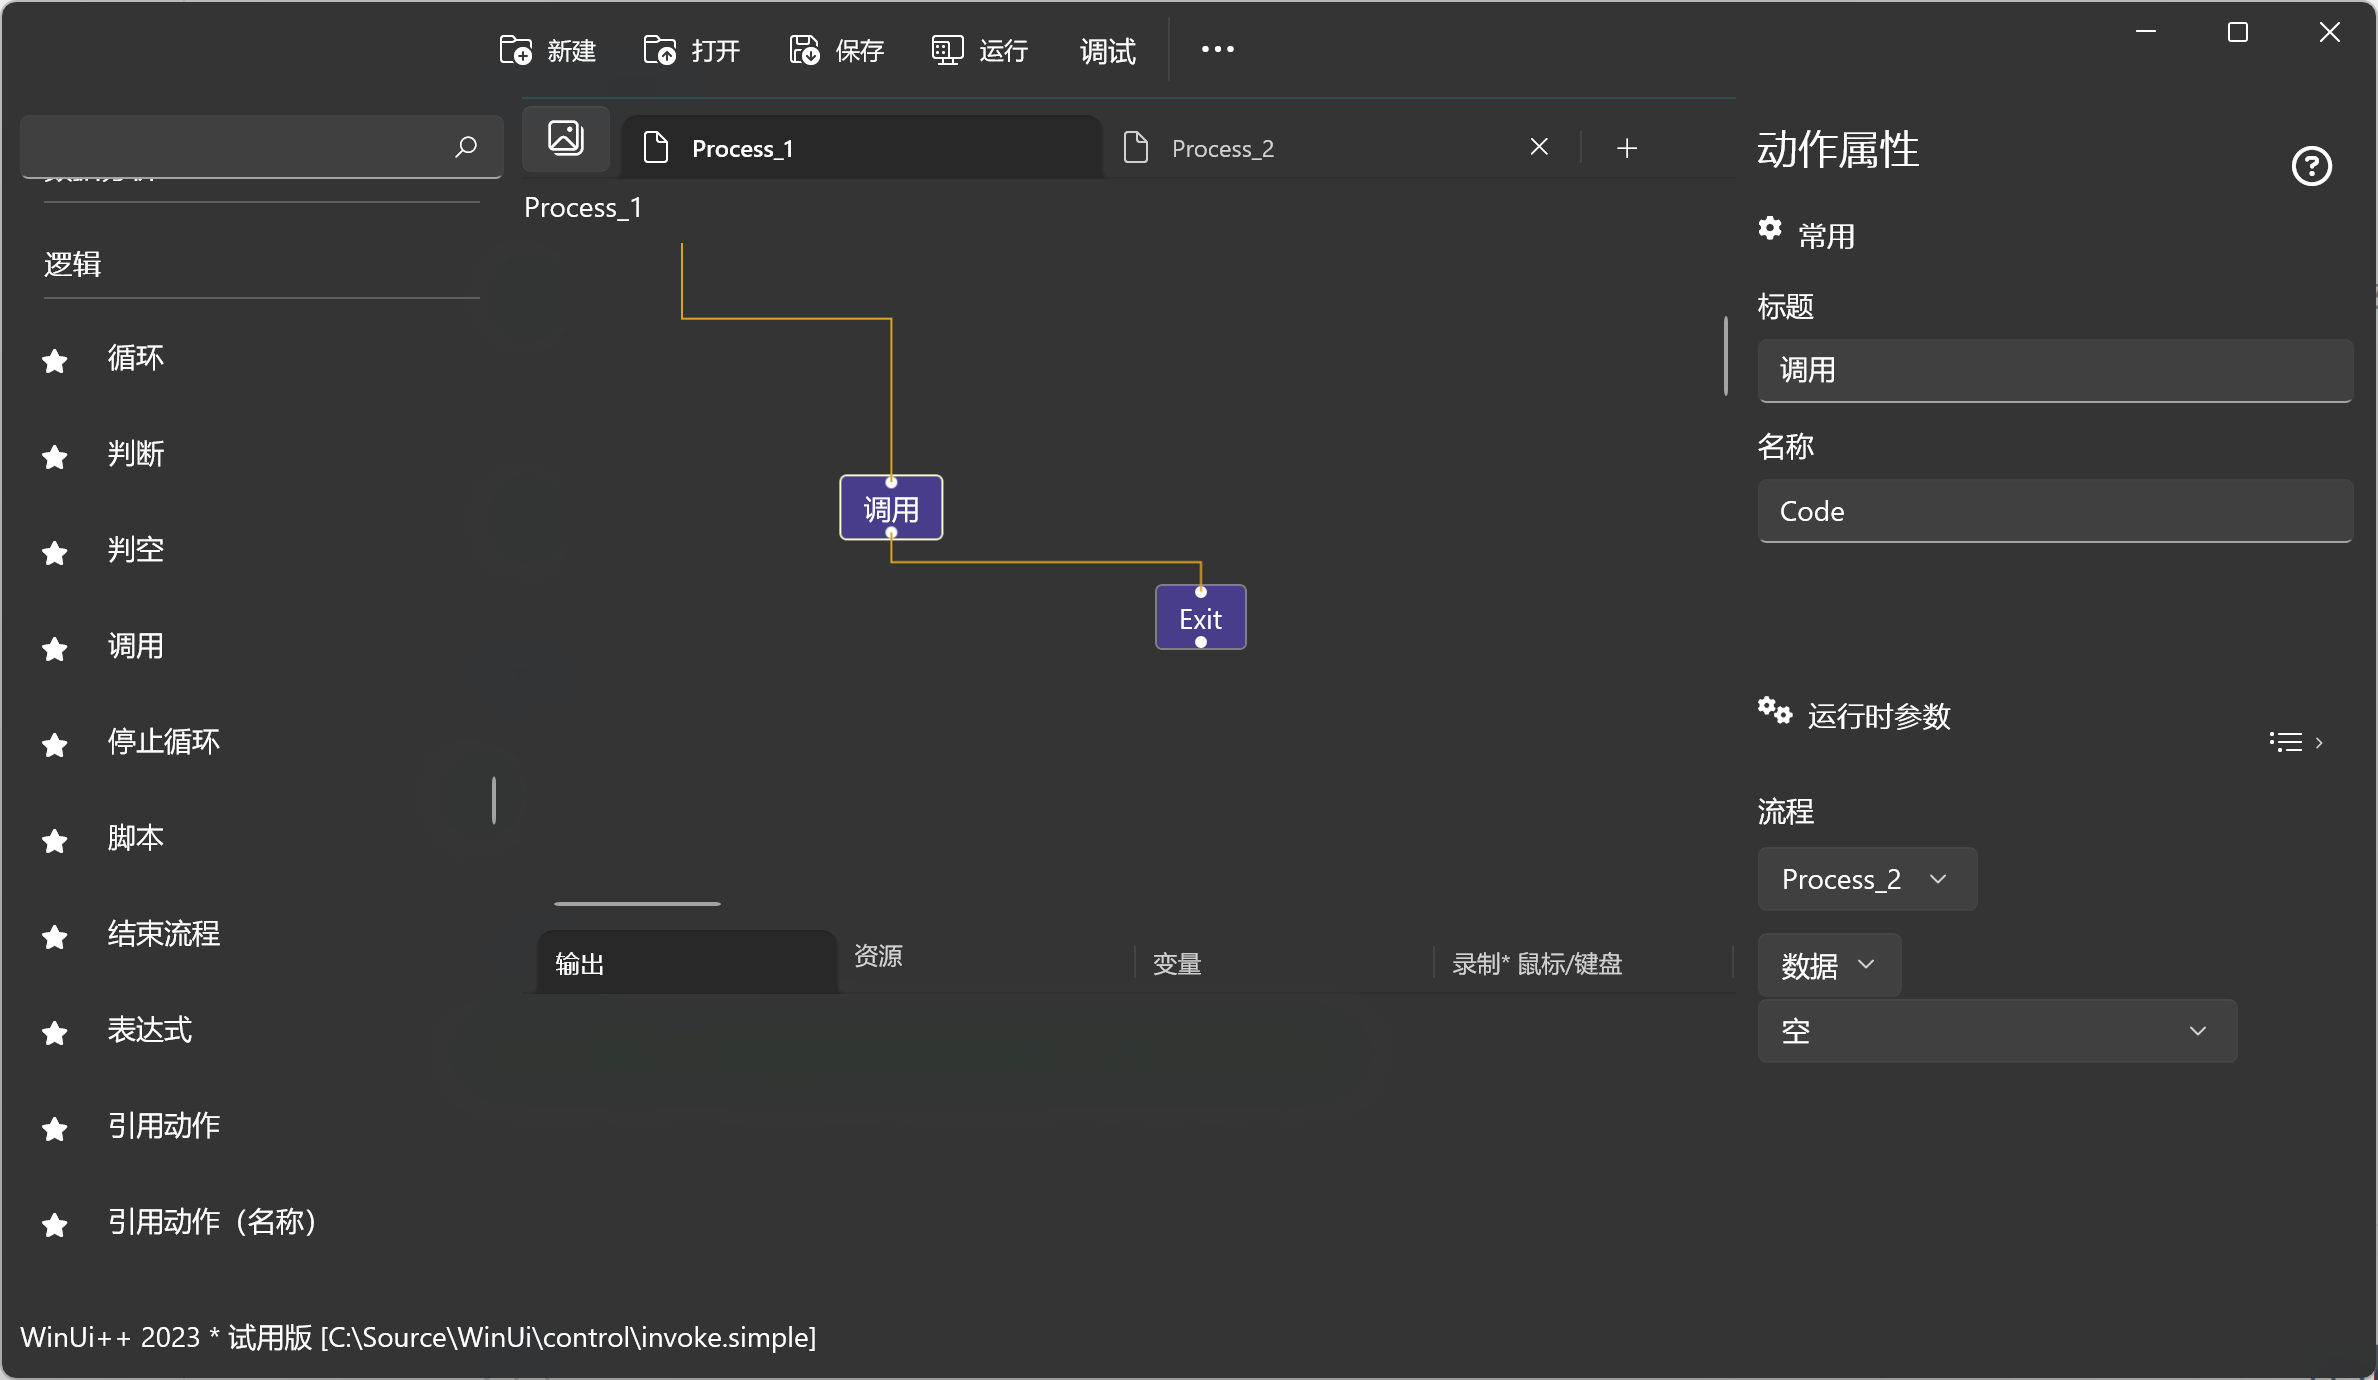 新建 打开 保存 运行 调试
Process_1 Process_2
Process_1
逻辑
循环
判断
判空
调用
停止循环
脚本
结束流程
表达式
引用动作
引用动作（名称）
调用
Exit
输出 资源 变量 录制* 鼠标/键盘
动作属性
常用
标题
调用
名称
Code
运行时参数
流程
Process_2
数据
空
WinUi++ 2023 * 试用版 [C:\Source\WinUi\control\invoke.simple]